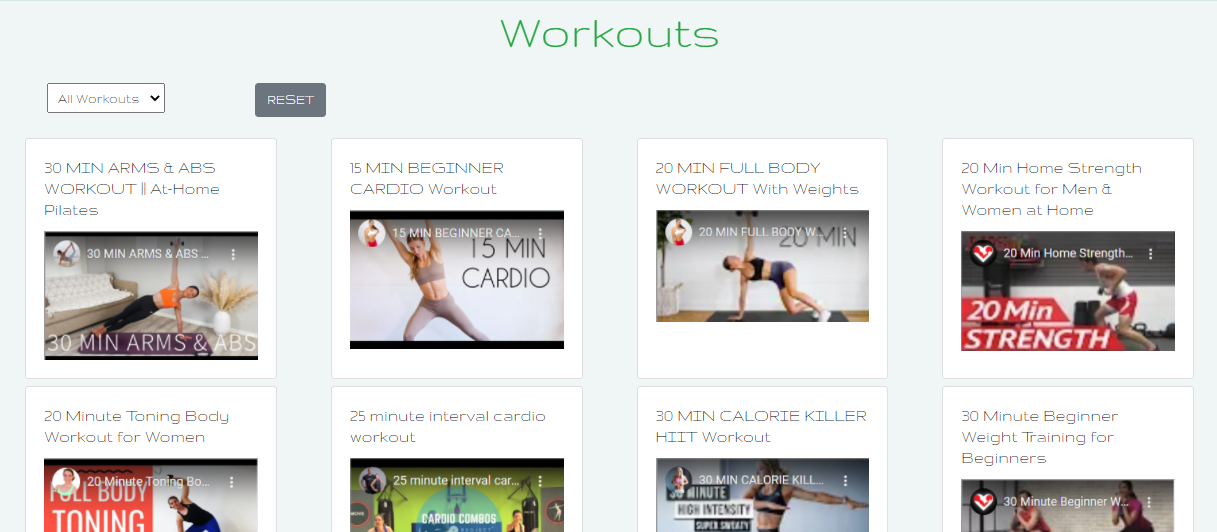 Workouts
All Workouts
RESET
30 MIN ARMS & ABS
WORKOUT || At-Home
Pilates
30 MIN ARMS & ABS ...
30 MIN ARMS & ABS
15 MIN BEGINNER
CARDIO Workout
15 MIN BEGINNER CA...
15 MIN
CARDIO
20 MIN FULL BODY
WORKOUT With Weights
20 MIN FULL BODY W...
20 MIN
20 Min Home Strength
Workout for Men &
Women at Home
20 Min Home Strength...
20 Min
STRENGTH
20 Minute Toning Body
Workout for Women
20 Minute Toning Bo...
FULL BODY
TONING
25 minute interval cardio
workout
25 minute interval car...
CARDIO COMBOS
30 MIN CALORIE KILLER
HIIT Workout
30 MIN CALORIE KILL...
30 MINUTE
HIGH INTENSITY
SUPER SWEATY
30 Minute Beginner
Weight Training for
Beginners
30 Minute Beginner W...